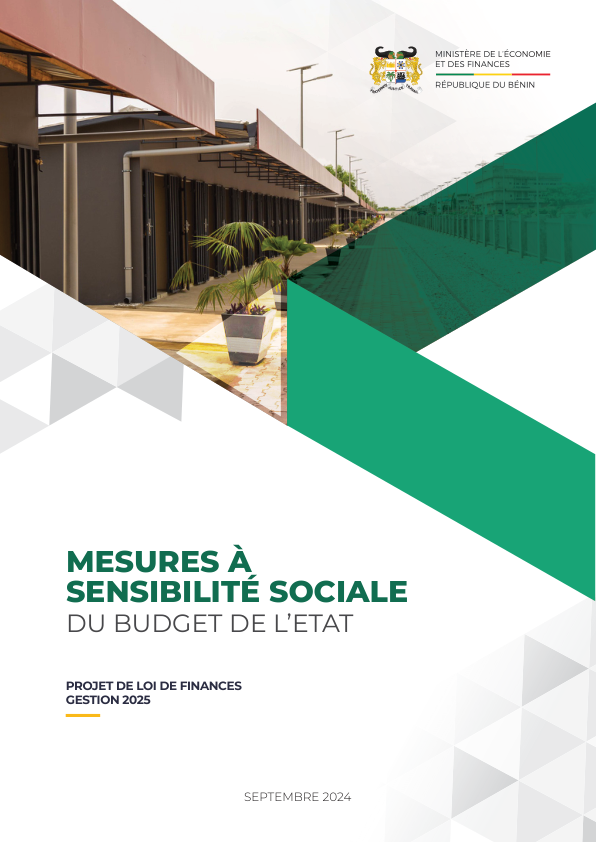 MINISTÈRE DE L'ÉCONOMIE
ET DES FINANCES
RÉPUBLIQUE DU BÉNIN
MESURES À
SENSIBILITÉ SOCIALE
DU BUDGET DE L'ETAT
PROJET DE LOI DE FINANCES
GESTION 2025
SEPTEMBRE 2024